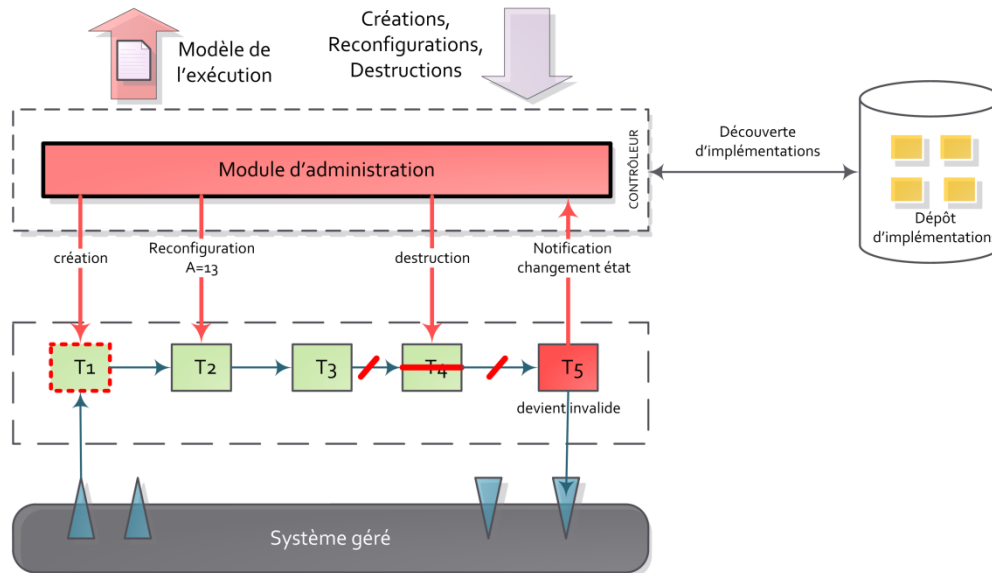 Modèle de
l'exécution
Créations,
Reconfigurations,
Destructions
Module d'administration
CONTRÔLEUR
Découverte
d'implémentations
Dépôt
d'implémentations
création
Reconfiguration
A=13
destruction
Notification
changement état
T1
T2
T3
T4
T5
devient invalide
Système géré